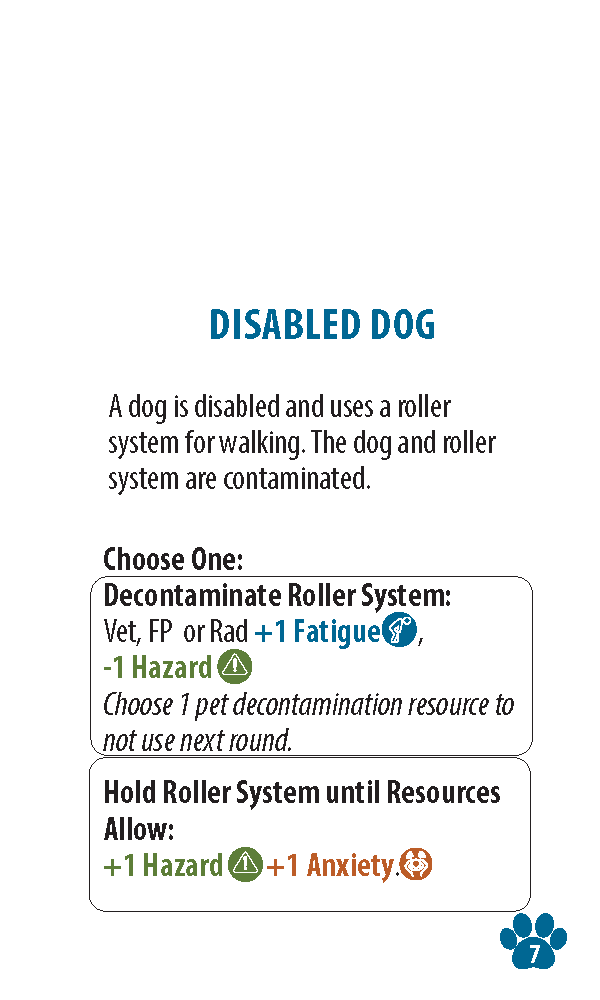 DISABLED DOG
A dog is disabled and uses a roller
system for walking. The dog and roller
system are contaminated.
Choose One:
Decontaminate Roller System:
Vet, FP or Rad +1 Fatigue ,
-1 Hazard
Choose 1 pet decontamination resource to
not use next round.
Hold Roller System until Resources
Allow:
+1 Hazard +1 Anxiety.
7